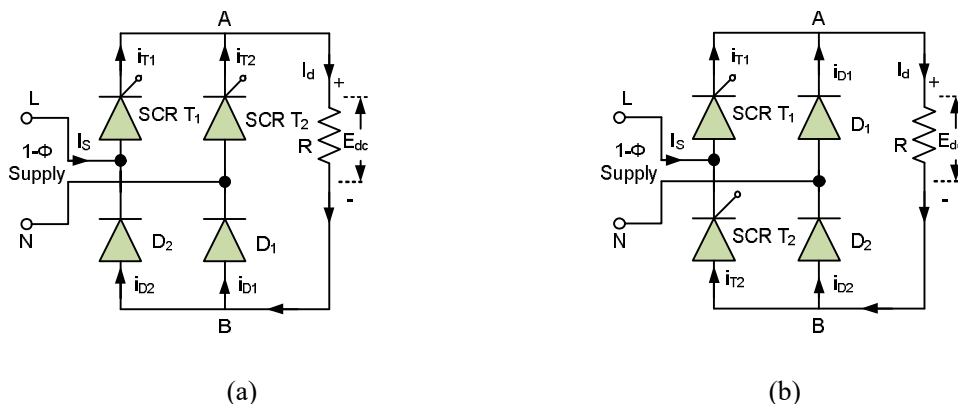 A
iT1
iT2
Id
+
L
SCR T1
SCR T2
IS
R
Edc
1-Φ
Supply
-
N
D2
D1
iD2
iD1
B
(a)
A
iT1
iD1
Id
+
L
SCR T1
D1
IS
R
Edc
1-Φ
Supply
-
N
SCR T2
D2
iT2
iD2
B
(b)